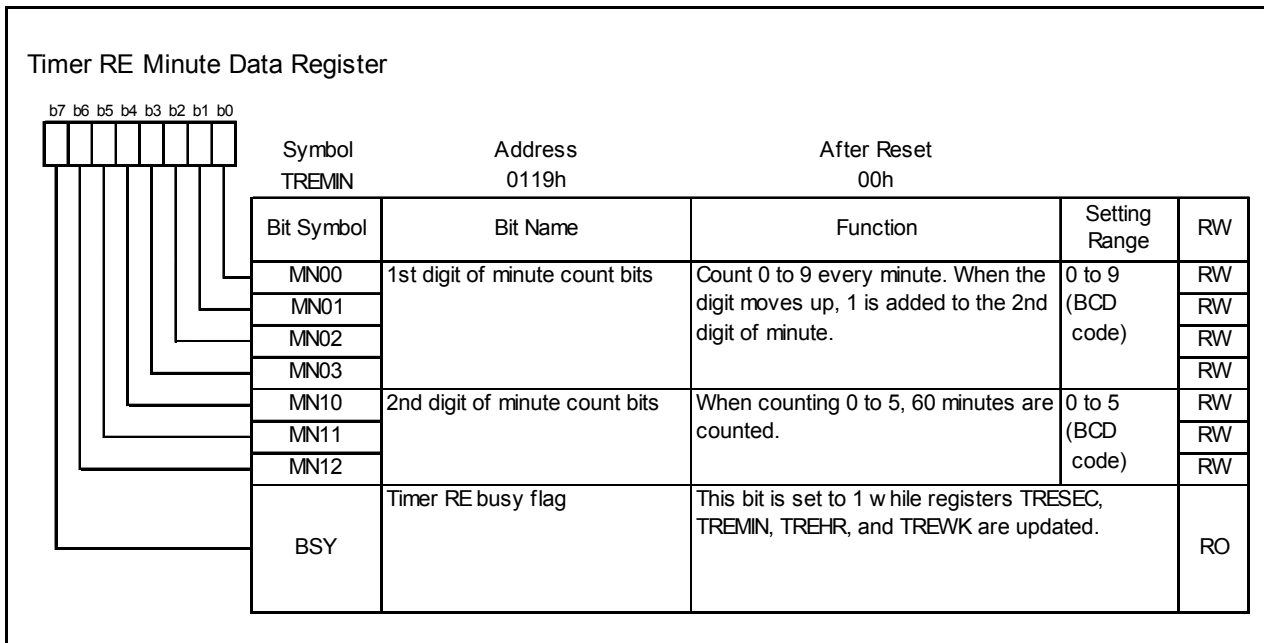 Timer RE Minute Data Register
b7 b6 b5 b4 b3 b2 b1 b0
Symbol Address After Reset
TREMIN 0119h 00h
Bit Symbol Bit Name Function Setting Range RW
MN00 1st digit of minute count bits Count 0 to 9 every minute. When the 0 to 9 RW
MN01 digit moves up, 1 is added to the 2nd (BCD RW
MN02 digit of minute. code) RW
MN03 RW
MN10 2nd digit of minute count bits When counting 0 to 5, 60 minutes are 0 to 5 RW
MN11 counted. (BCD RW
MN12 code) RW
Timer RE busy flag This bit is set to 1 while registers TRESEC,
TREMIN, TREHR, and TREWK are updated.
BSY RO